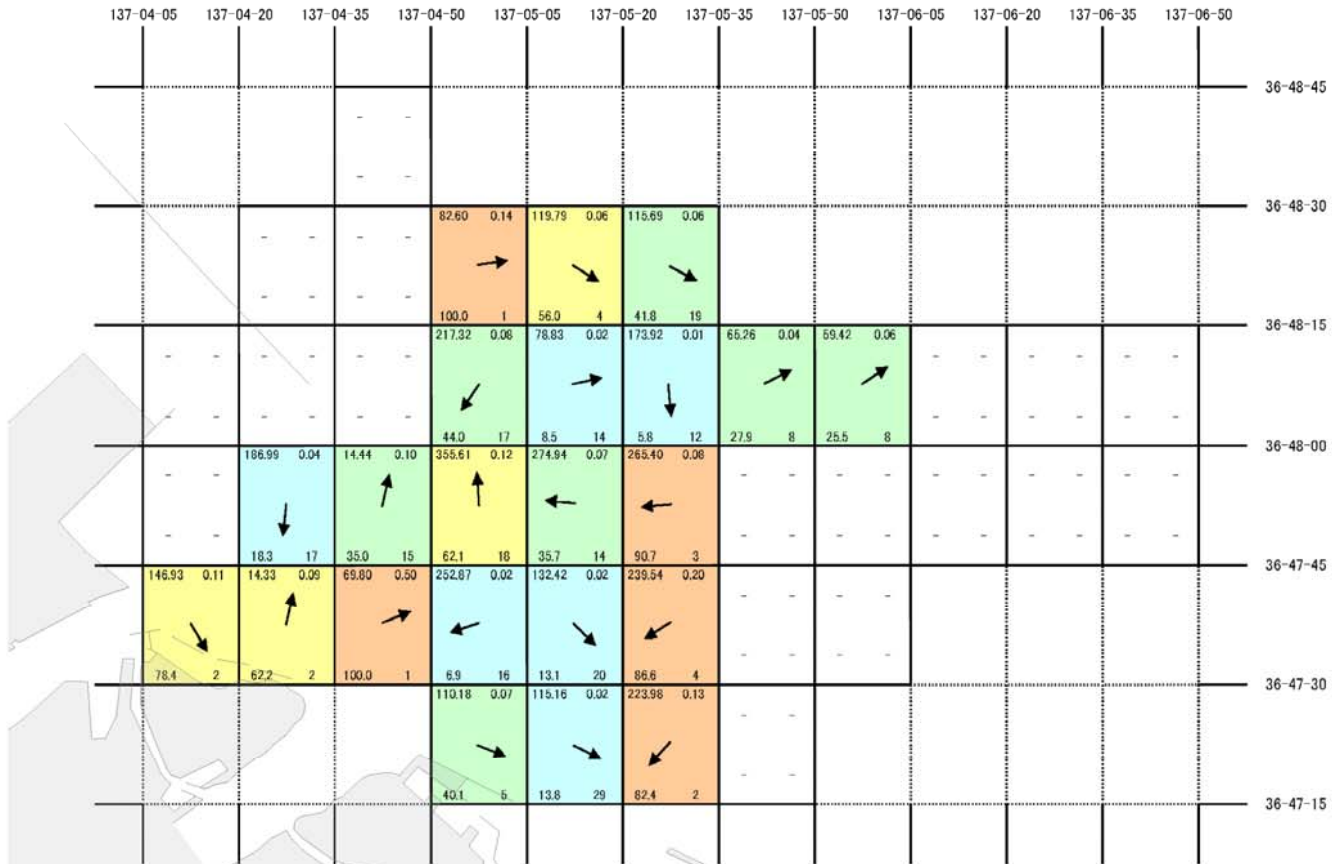 137-04-05 137-04-20 137-04-35 137-04-50 137-05-05 137-05-20 137-05-35 137-05-50 137-06-05 137-06-20 137-06-35 137-06-50
36-48-45
- -
- -
36-48-30
82.60 0.14 119.79 0.06 115.69 0.06
- - - -
- - - -
100.0 1 56.0 4 41.8 19
36-48-15
217.32 0.08 78.83 0.02 173.92 0.01 65.26 0.04 59.42 0.06
- - - - - - - - - - - -
- - - - - - - - - - - -
44.0 17 8.5 14 5.8 12 27.9 8 25.5 8
36-48-00
186.99 0.04 14.44 0.10 355.61 0.12 274.94 0.07 265.40 0.08
- - - - - - - - - - - -
- - - - - - - - - - - -
18.3 17 35.0 15 62.1 18 35.7 14 90.7 3
36-47-45
146.93 0.11 14.33 0.09 69.80 0.50 252.87 0.02 132.42 0.02 239.54 0.20
- - - -
- - - -
78.4 2 62.2 2 100.0 1 6.9 16 13.1 20 86.6 4
36-47-30
110.18 0.07 115.16 0.02 223.98 0.13
- -
- -
40.1 5 13.8 29 82.4 2
36-47-15